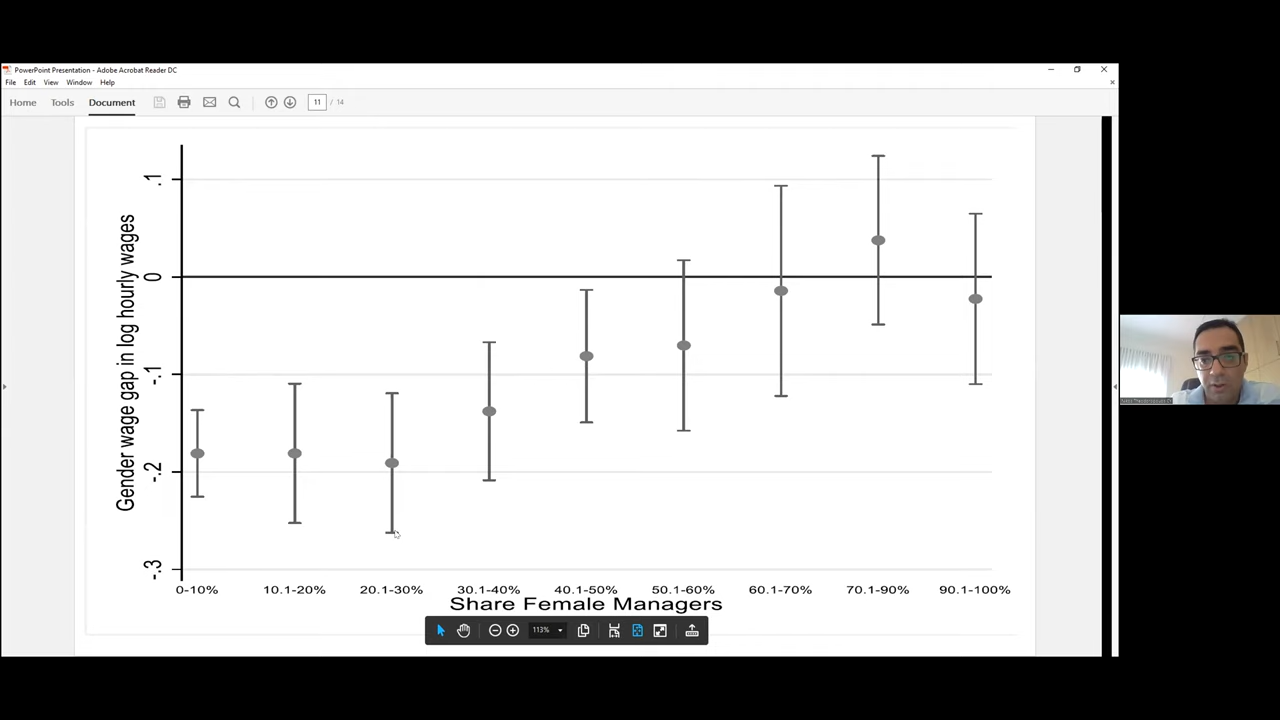 PowerPoint Presentation - Adobe Acrobat Reader DC
File Edit View Window Help
Home Tools Document 11 / 14
Gender wage gap in log hourly wages
.1
0
-.1
-.2
-.3
0-10% 10.1-20% 20.1-30% 30.1-40% 40.1-50% 50.1-60% 60.1-70% 70.1-90% 90.1-100%
Share Female Managers
113%